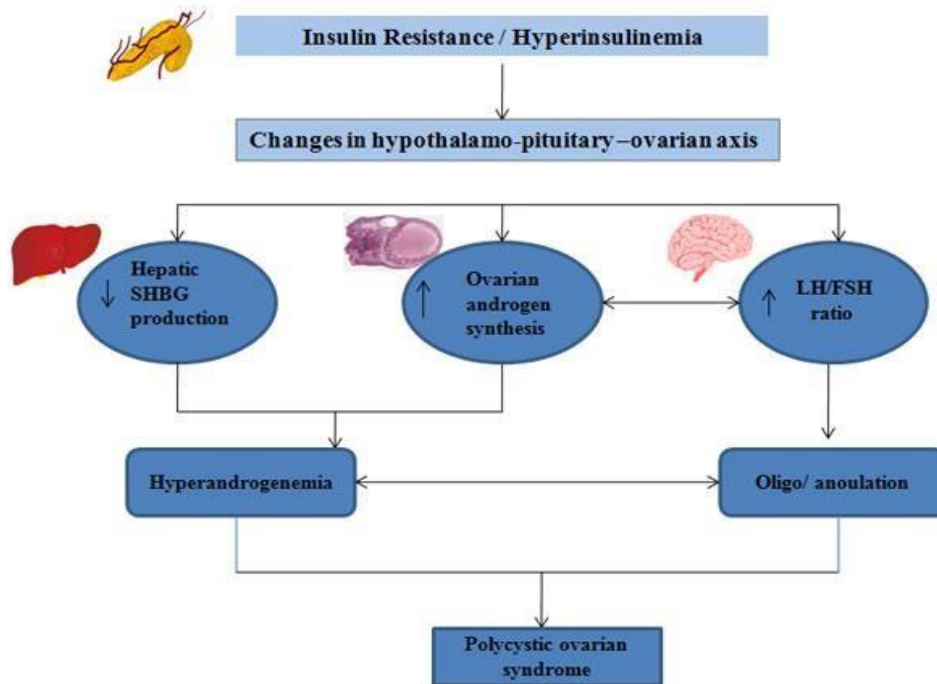 Insulin Resistance / Hyperinsulinemia
Changes in hypothalamo-pituitary –ovarian axis
Hepatic
SHBG
production
Ovarian
androgen
synthesis
LH/FSH
ratio
Hyperandrogenemia
Oligo/ anoulation
Polycystic ovarian
syndrome